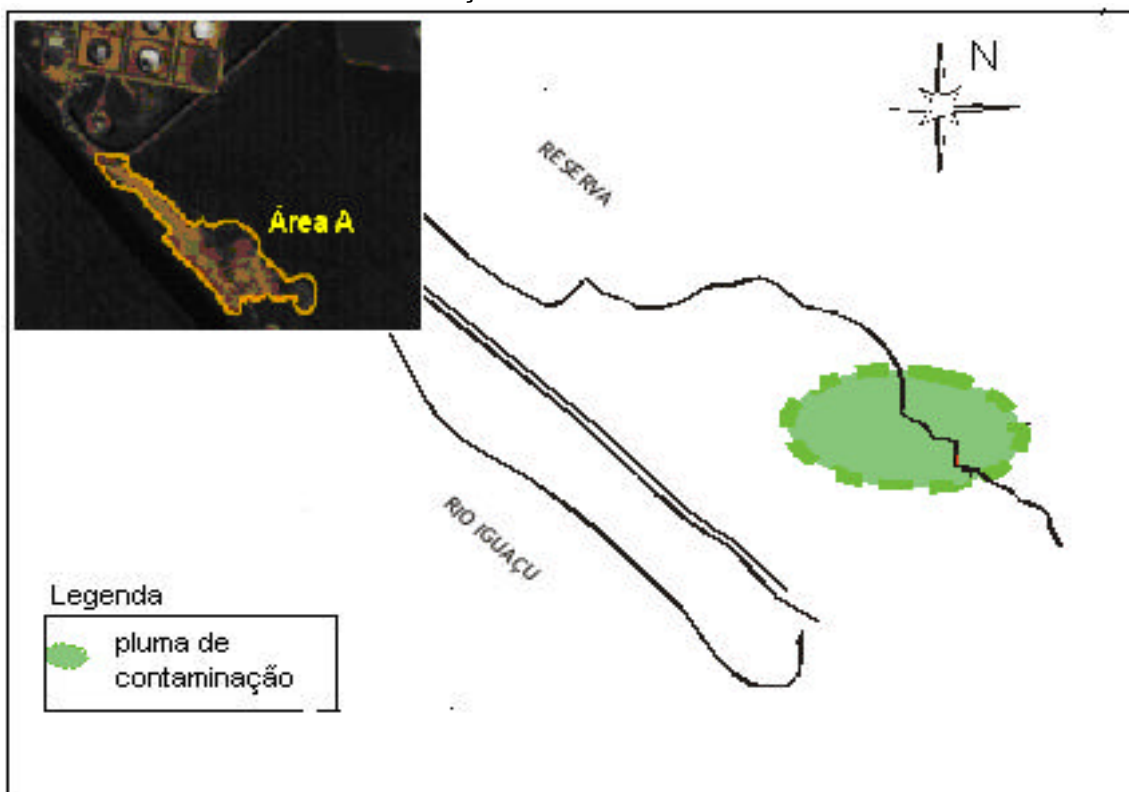 N
RESERVA
Área A
RIO IGUAÇU
Legenda
pluma de
contaminação